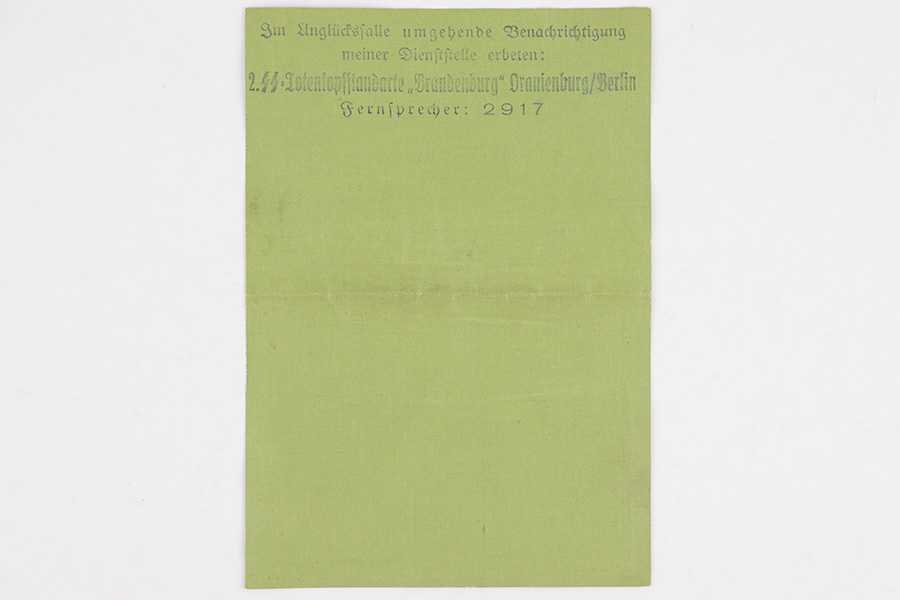 Im Unglücksfalle umgehende Benachrichtigung
meiner Dienststelle erbeten:
2.SS-Totenkopfstandarte „Brandenburg“ Oranienburg/Berlin
Fernsprecher: 2917